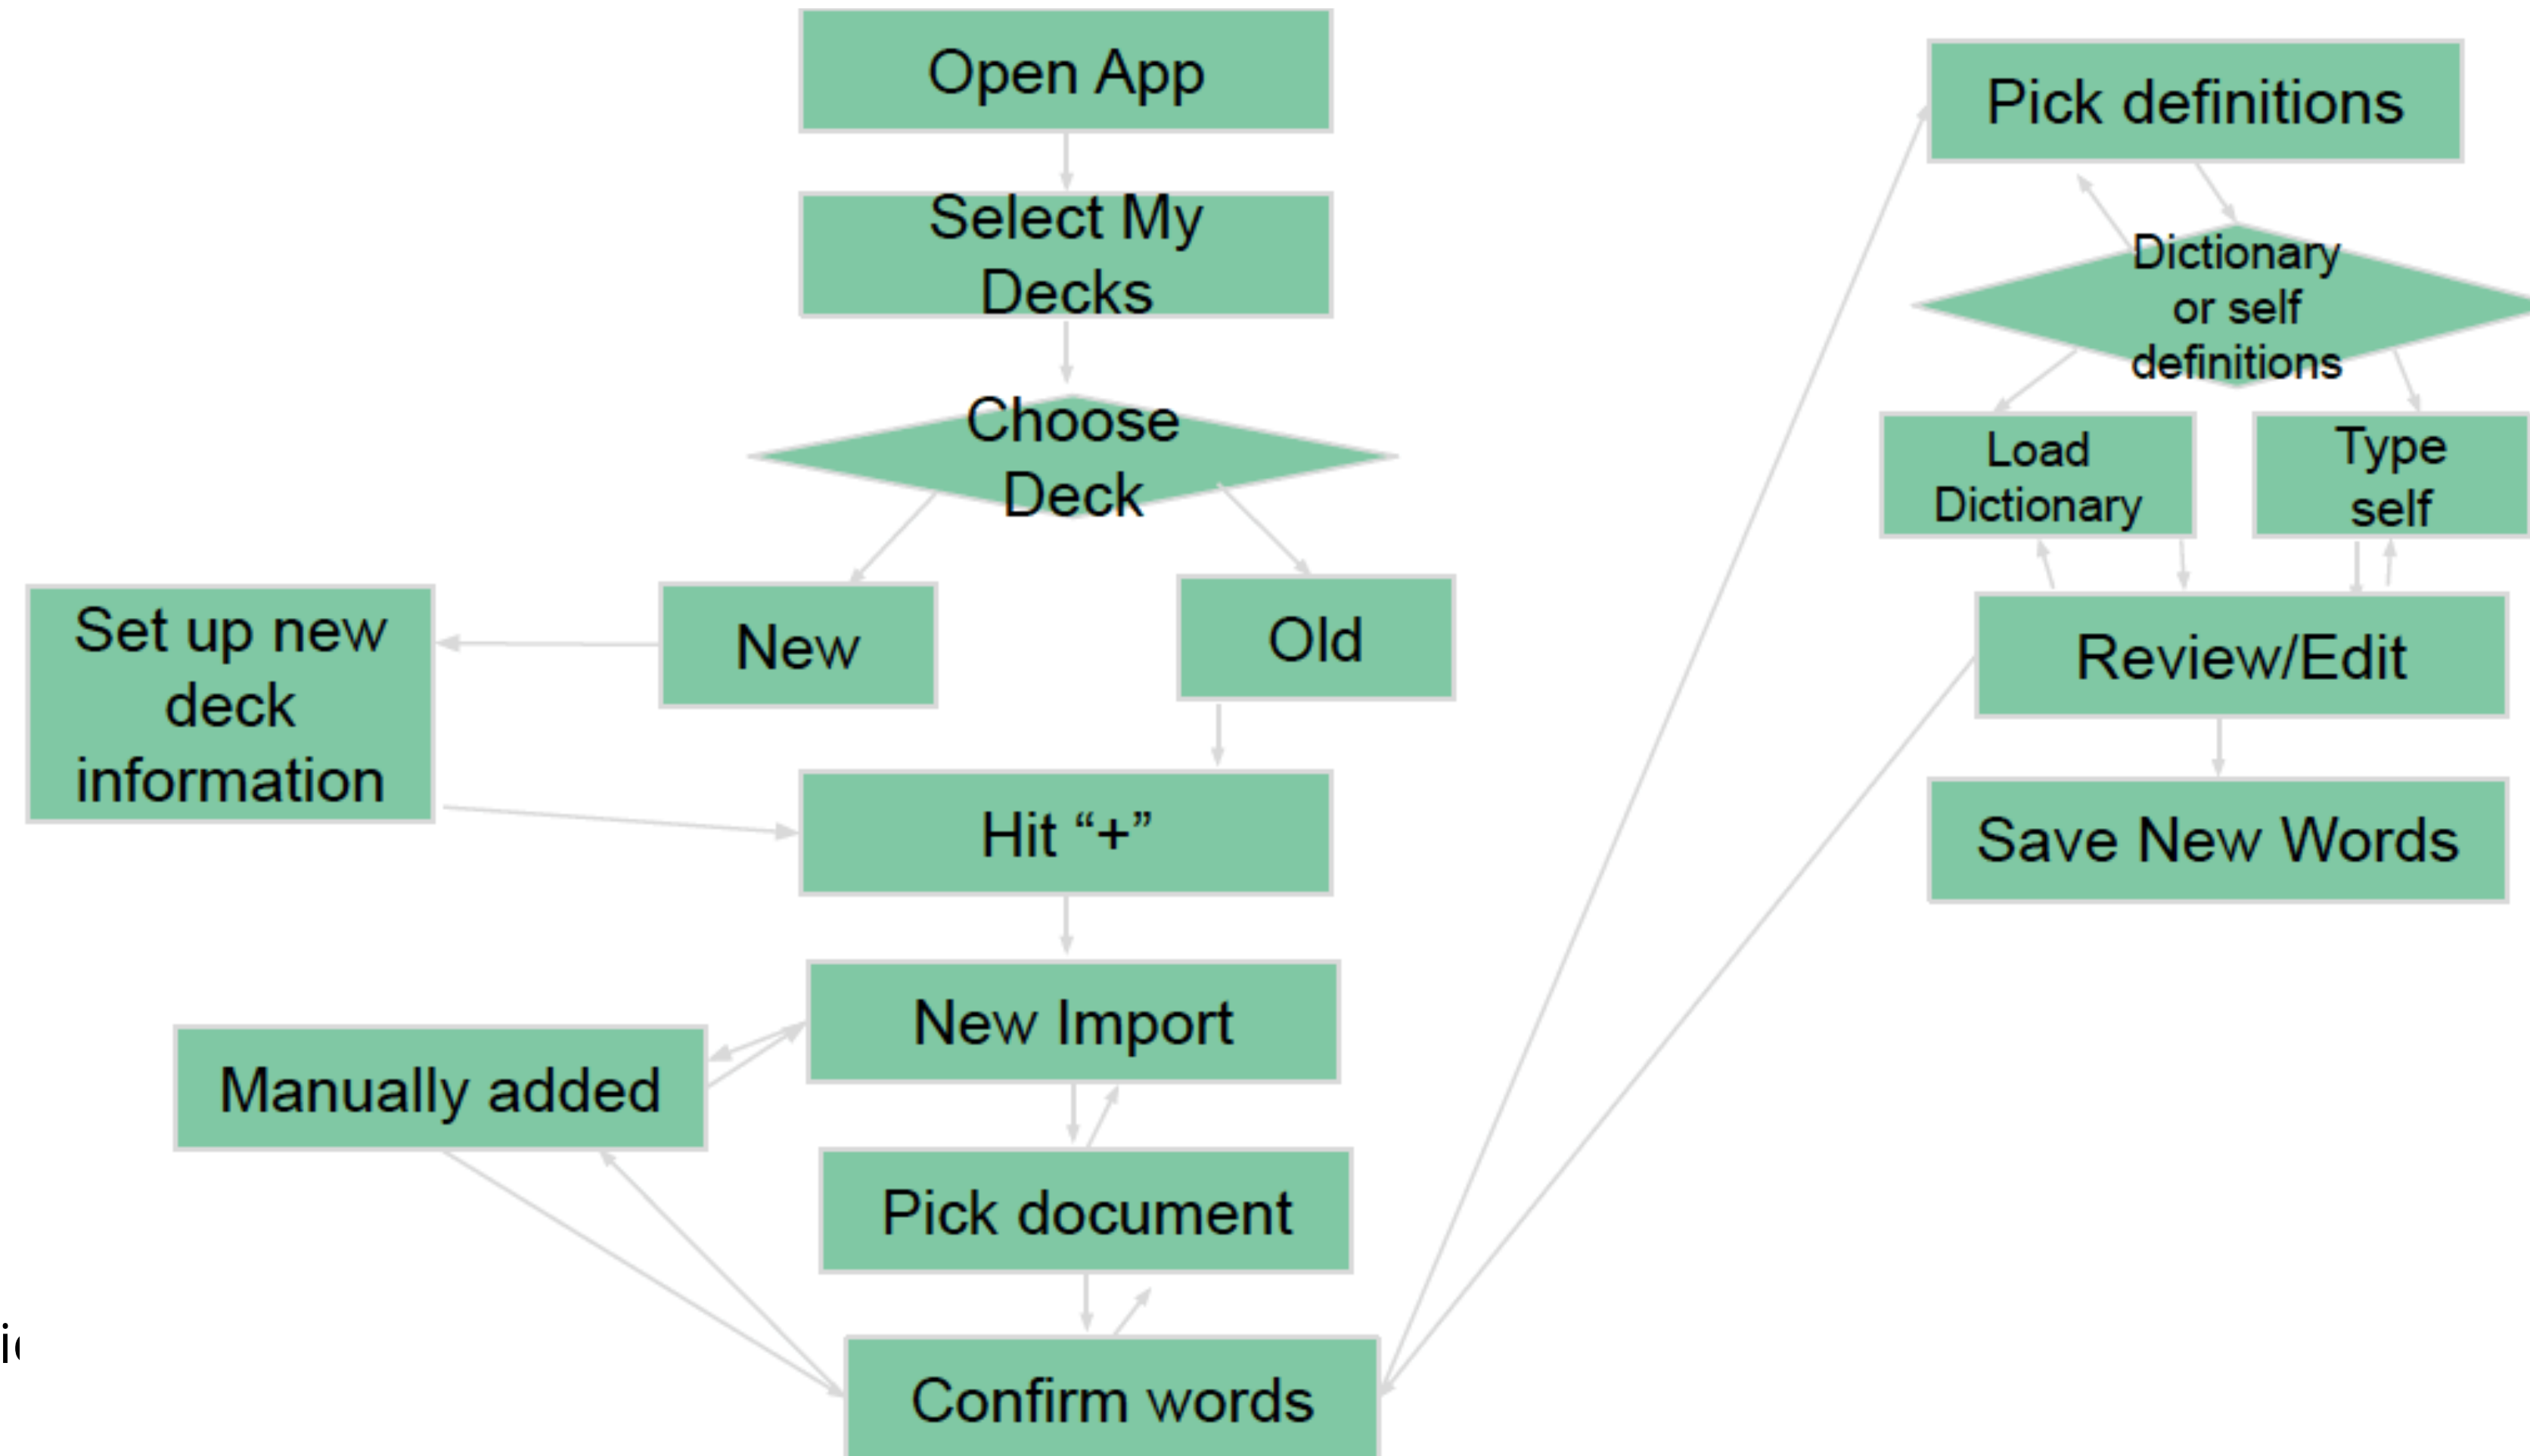 Open App
Select My
Decks
Choose
Deck
New
Old
Set up new
deck
information
Hit “+”
New Import
Manually added
Pick document
Confirm words
Pick definitions
Dictionary
or self
definitions
Load
Dictionary
Type
self
Review/Edit
Save New Words